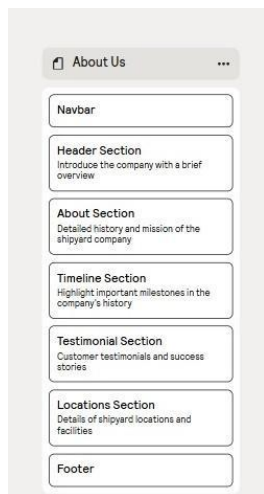 About Us
Navbar
Header Section
Introduce the company with a brief
overview
About Section
Detailed history and mission of the
shipyard company
Timeline Section
Highlight important milestones in the
company's history
Testimonial Section
Customer testimonials and success
stories
Locations Section
Details of shipyard locations and
facilities
Footer